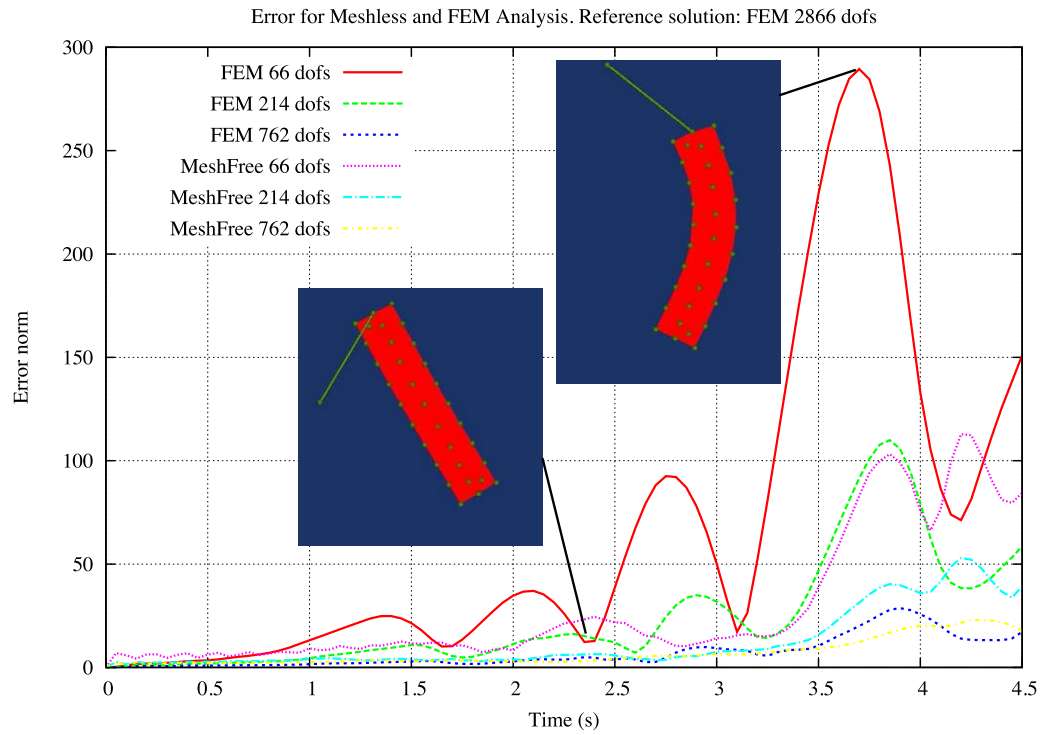 Error for Meshless and FEM Analysis. Reference solution: FEM 2866 dofs
300
250
200
150
100
50
0
Error norm
FEM 66 dofs
FEM 214 dofs
FEM 762 dofs
MeshFree 66 dofs
MeshFree 214 dofs
MeshFree 762 dofs
0 0.5 1 1.5 2 2.5 3 3.5 4 4.5
Time (s)